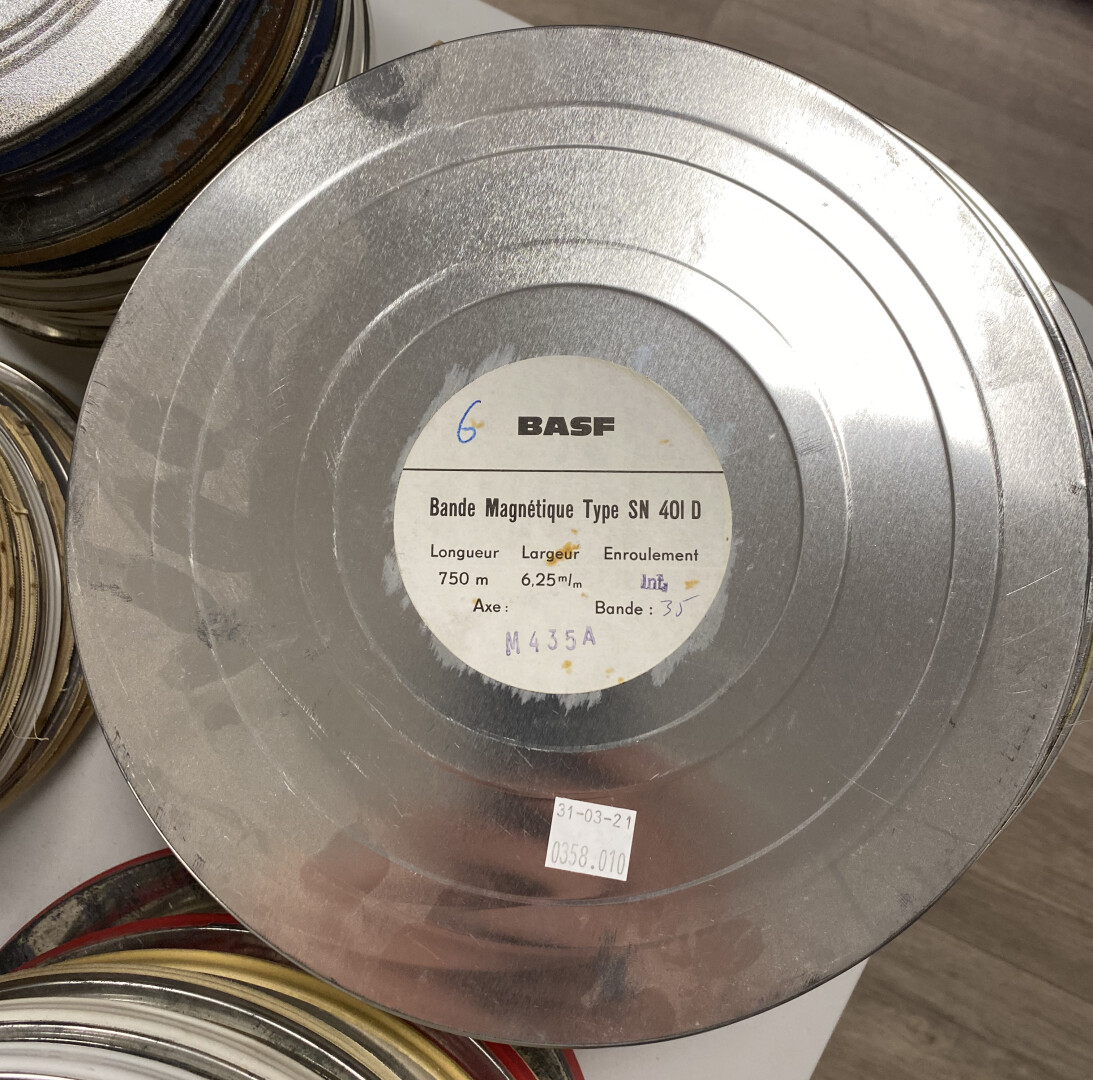 6 BASF
Bande Magnétique Type SN 401 D
Longueur Largeur Enroulement
750 m 6,25 m/m Int,
Axe: Bande: 35
M435A
31-03-21
0358.010